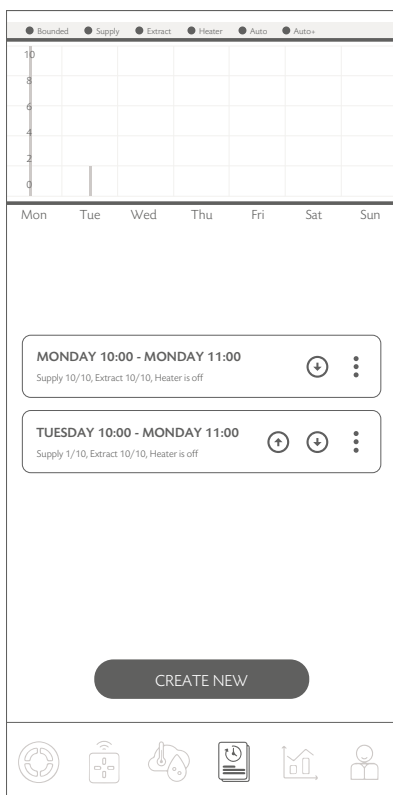 Bounded Supply Extract Heater Auto Auto+
10
8
6
4
2
0
Mon Tue Wed Thu Fri Sat Sun
MONDAY 10:00 - MONDAY 11:00
Supply 10/10, Extract 10/10, Heater is off
TUESDAY 10:00 - MONDAY 11:00
Supply 1/10, Extract 10/10, Heater is off
CREATE NEW